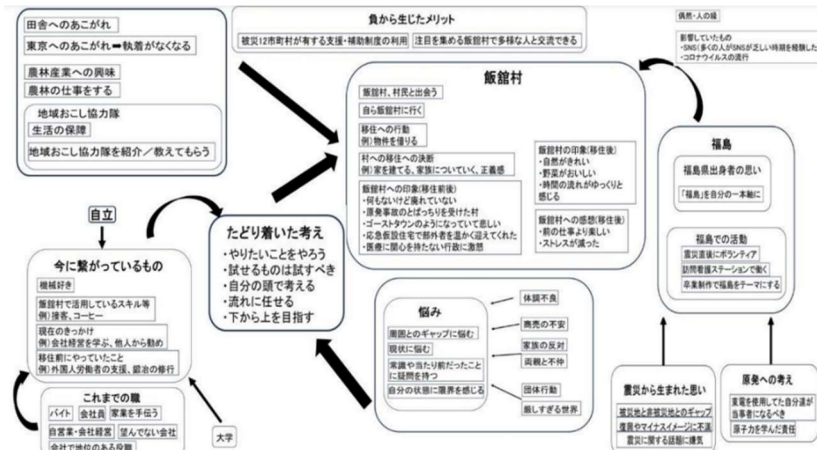 負から生じたメリット
被災12市町村が有する支援・補助制度の利用
注目を集める飯舘村で多様な人と交流できる
田舎へのあこがれ
東京へのあこがれ➡執着がなくなる
農林産業への興味
農林の仕事をする
地域おこし協力隊
生活の保障
地域おこし協力隊を紹介／教えてもらう
偶然・人の縁
影響していたもの
・SNS(多くの人がSNSが乏しい時期を経験した
・コロナウイルスの流行
飯舘村
飯舘村、村民と出会う
自ら飯舘村に行く
移住への行動
例)物件を借りる
村への移住への決断
例)家を建てる、家族についていく、正義感
飯舘村への印象(移住前後)
・何もないけど廃れていない
・原発事故のとばっちりを受けた村
・ゴーストタウンのようになっていて悲しい
・応急仮設住宅で部外者を温かく迎えてくれた
・医療に関心を持たない行政に激怒
飯舘村の印象(移住後)
・自然がきれい
・野菜がおいしい
・時間の流れがゆっくりと
感じる
飯舘村への感想(移住後)
・前の仕事より楽しい
・ストレスが減った
福島
福島県出身者の思い
「福島」を自分の一本軸に
福島での活動
震災直後にボランティア
訪問看護ステーションで働く
卒業制作で福島をテーマにする
自立
今に繋がっているもの
機械好き
飯舘村で活用しているスキル等
例)接客、コーヒー
現在のきっかけ
例)会社経営を学ぶ、他人から勧め
移住前にやっていたこと
例)外国人労働者の支援、鍛冶の修行
たどり着いた考え
・やりたいことをやろう
・試せるものは試すべき
・自分の頭で考える
・流れに任せる
・下から上を目指す
悩み
周囲とのギャップに悩む
現状に悩む
常識や当たり前だったこと
に疑問を持つ
自分の状態に限界を感じる
体調不良
商売の不安
家族の反対
両親と不仲
団体行動
厳しすぎる世界
これまでの職
バイト
会社員
家業を手伝う
自営業・会社経営
望んでない会社
会社で地位のある役職
大学
震災から生まれた思い
被災地と非被災地とのギャップ
復興やマイナスイメージに不満
震災に関する話題に嫌気
原発への考え
東電を使用してた自分達が
当事者になるべき
原子力を学んだ責任